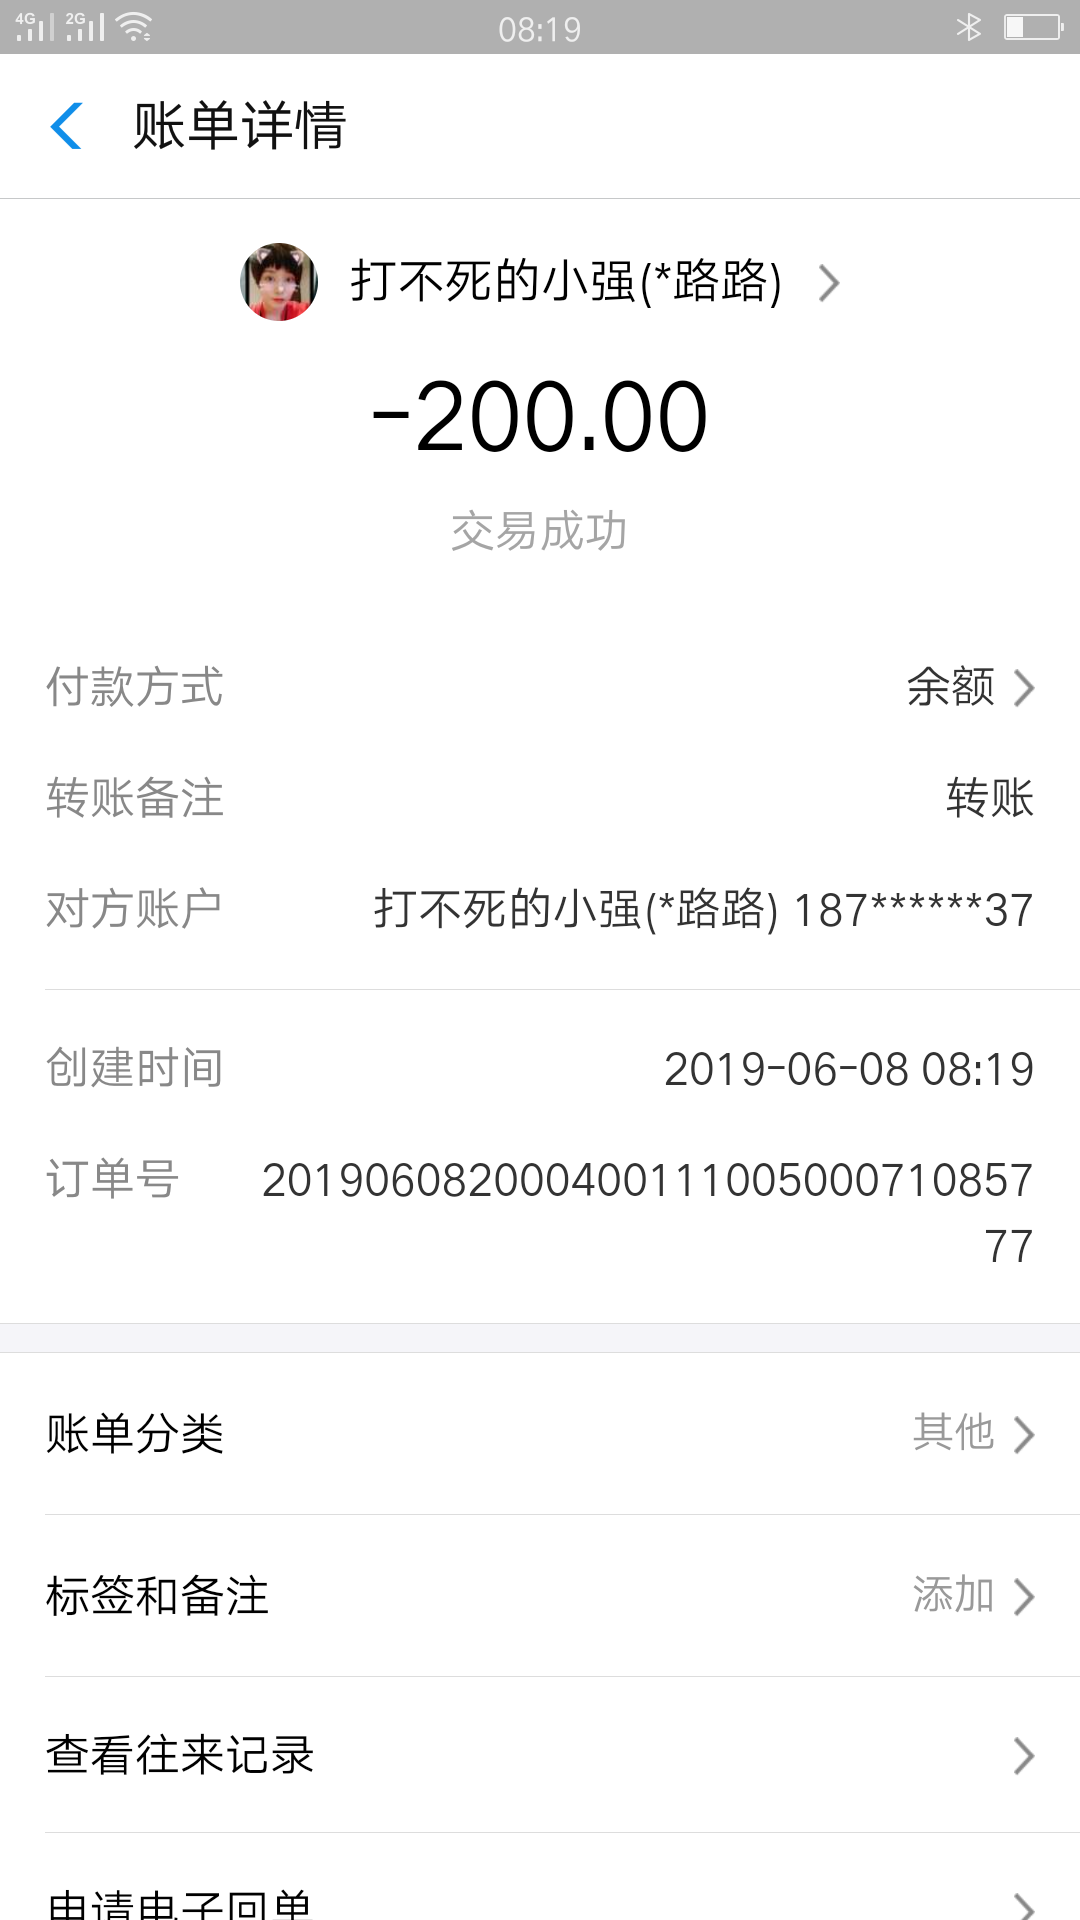 4G 2G 08:19
账单详情
打不死的小强(*路路)
-200.00
交易成功
付款方式 余额
转账备注 转账
对方账户 打不死的小强(*路路) 187******37
创建时间 2019-06-08 08:19
订单号 201906082000400111005000710857
77
账单分类 其他
标签和备注 添加
查看往来记录
申请电子回单